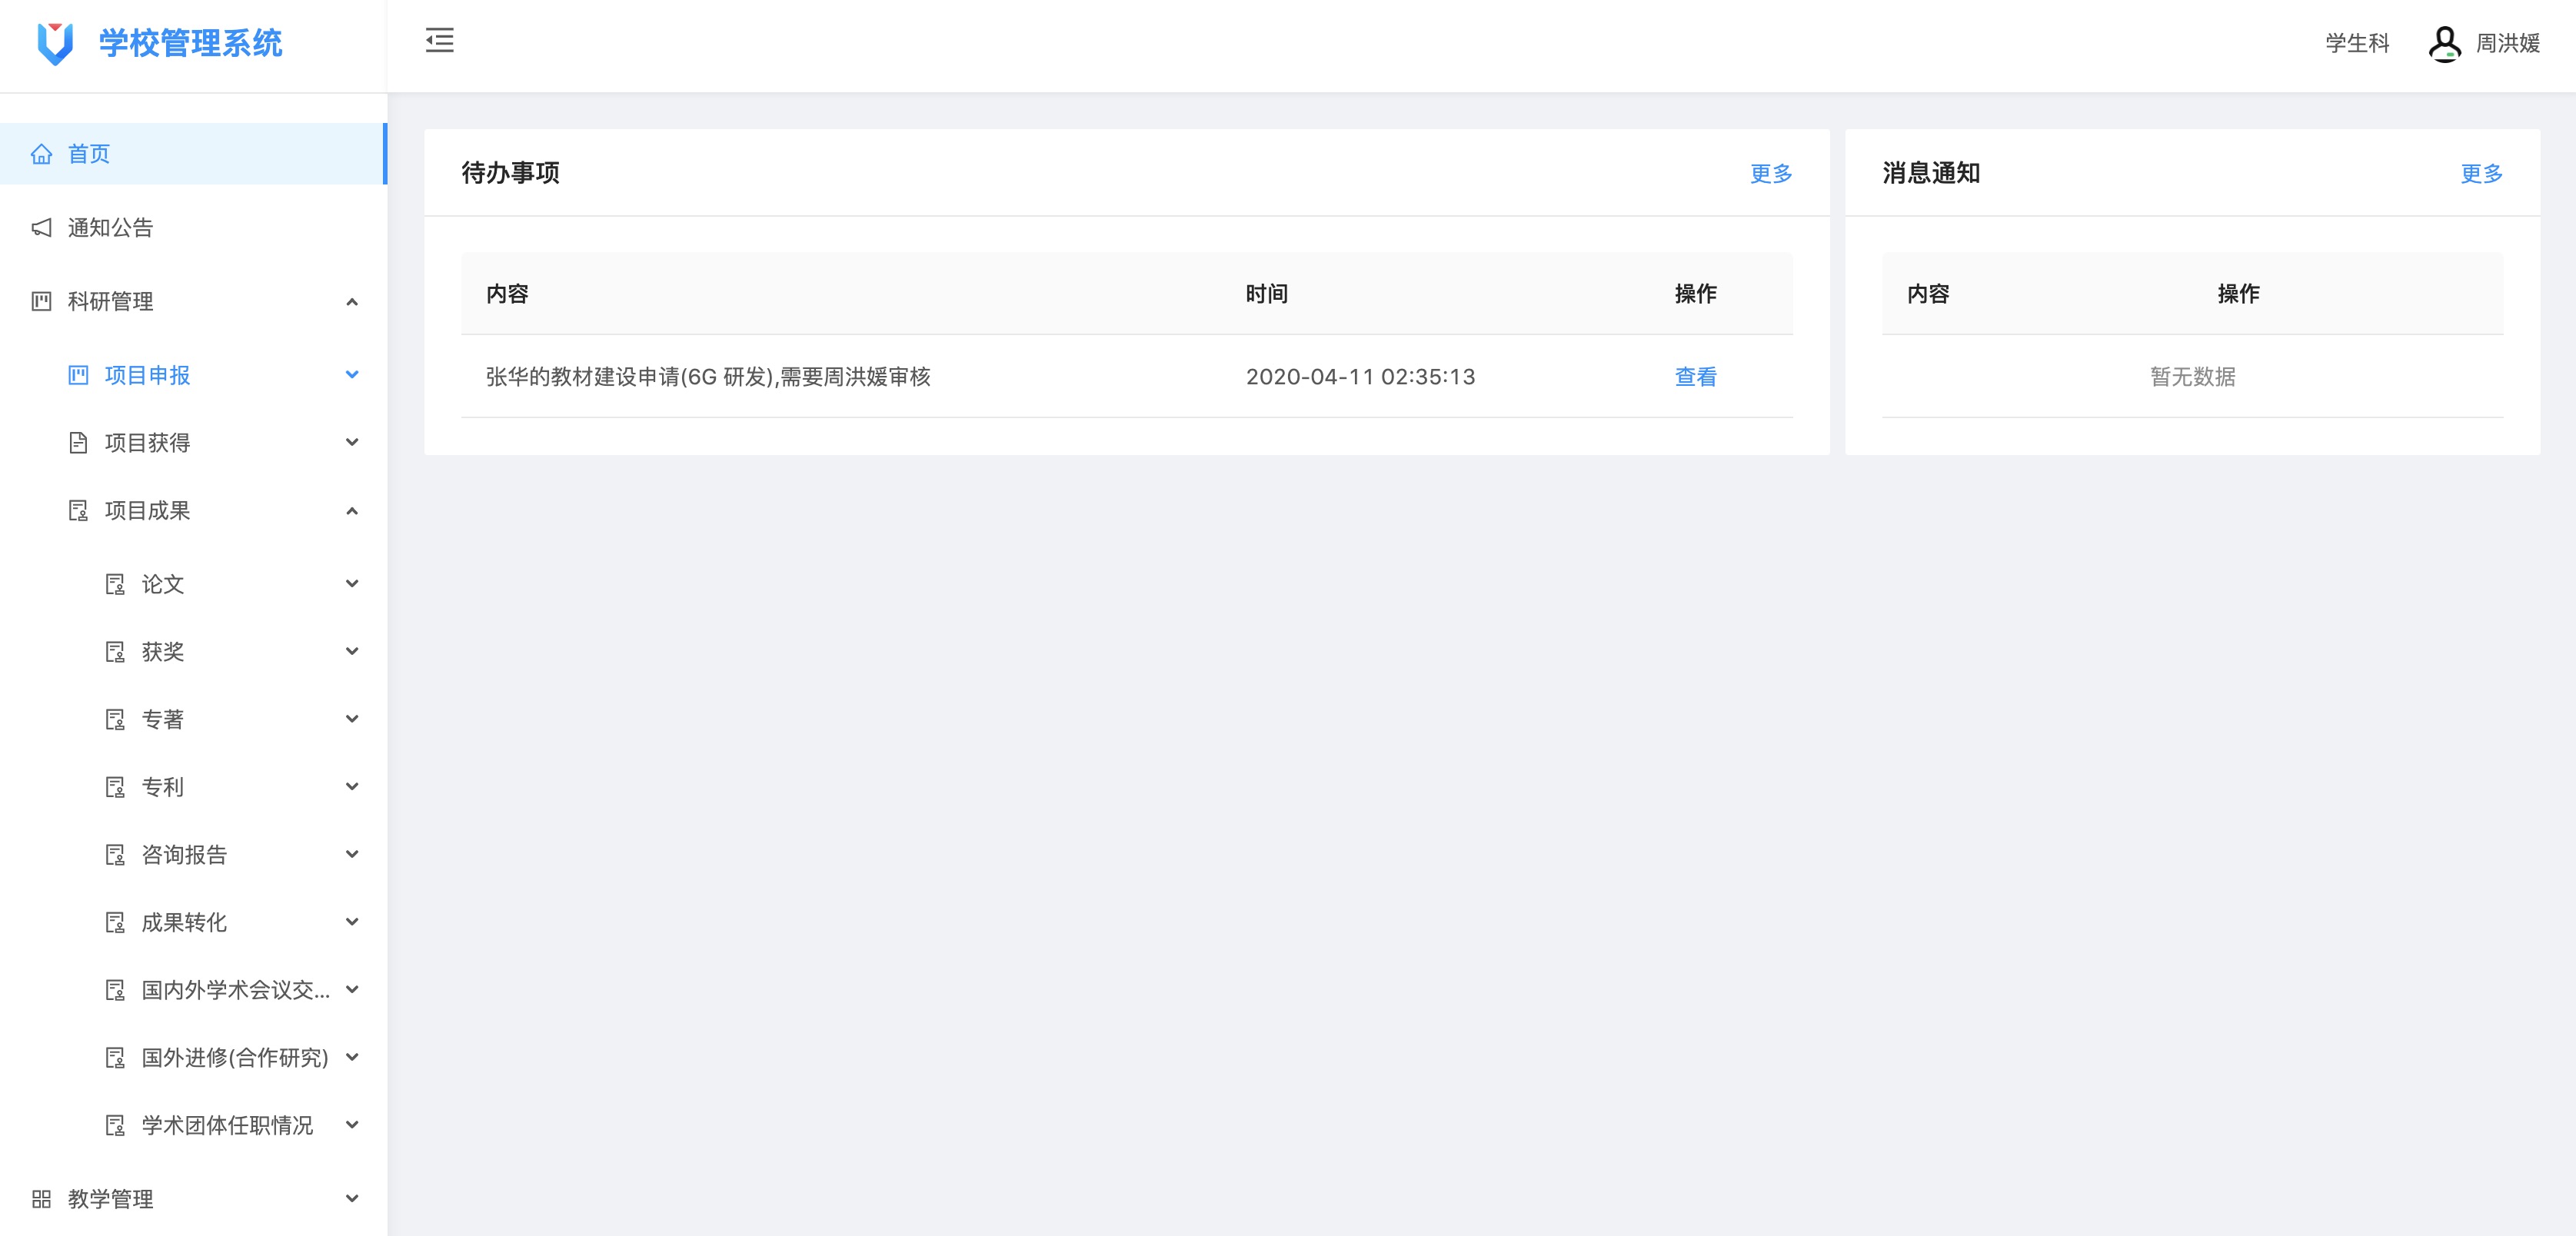 学校管理系统
学生科 周洪媛
首页
通知公告
科研管理
项目申报
项目获得
项目成果
论文
获奖
专著
专利
咨询报告
成果转化
国内外学术会议交...
国外进修(合作研究)
学术团体任职情况
教学管理
待办事项 更多
内容 时间 操作
张华的教材建设申请(6G 研发),需要周洪媛审核 2020-04-11 02:35:13 查看
消息通知 更多
内容 操作
暂无数据